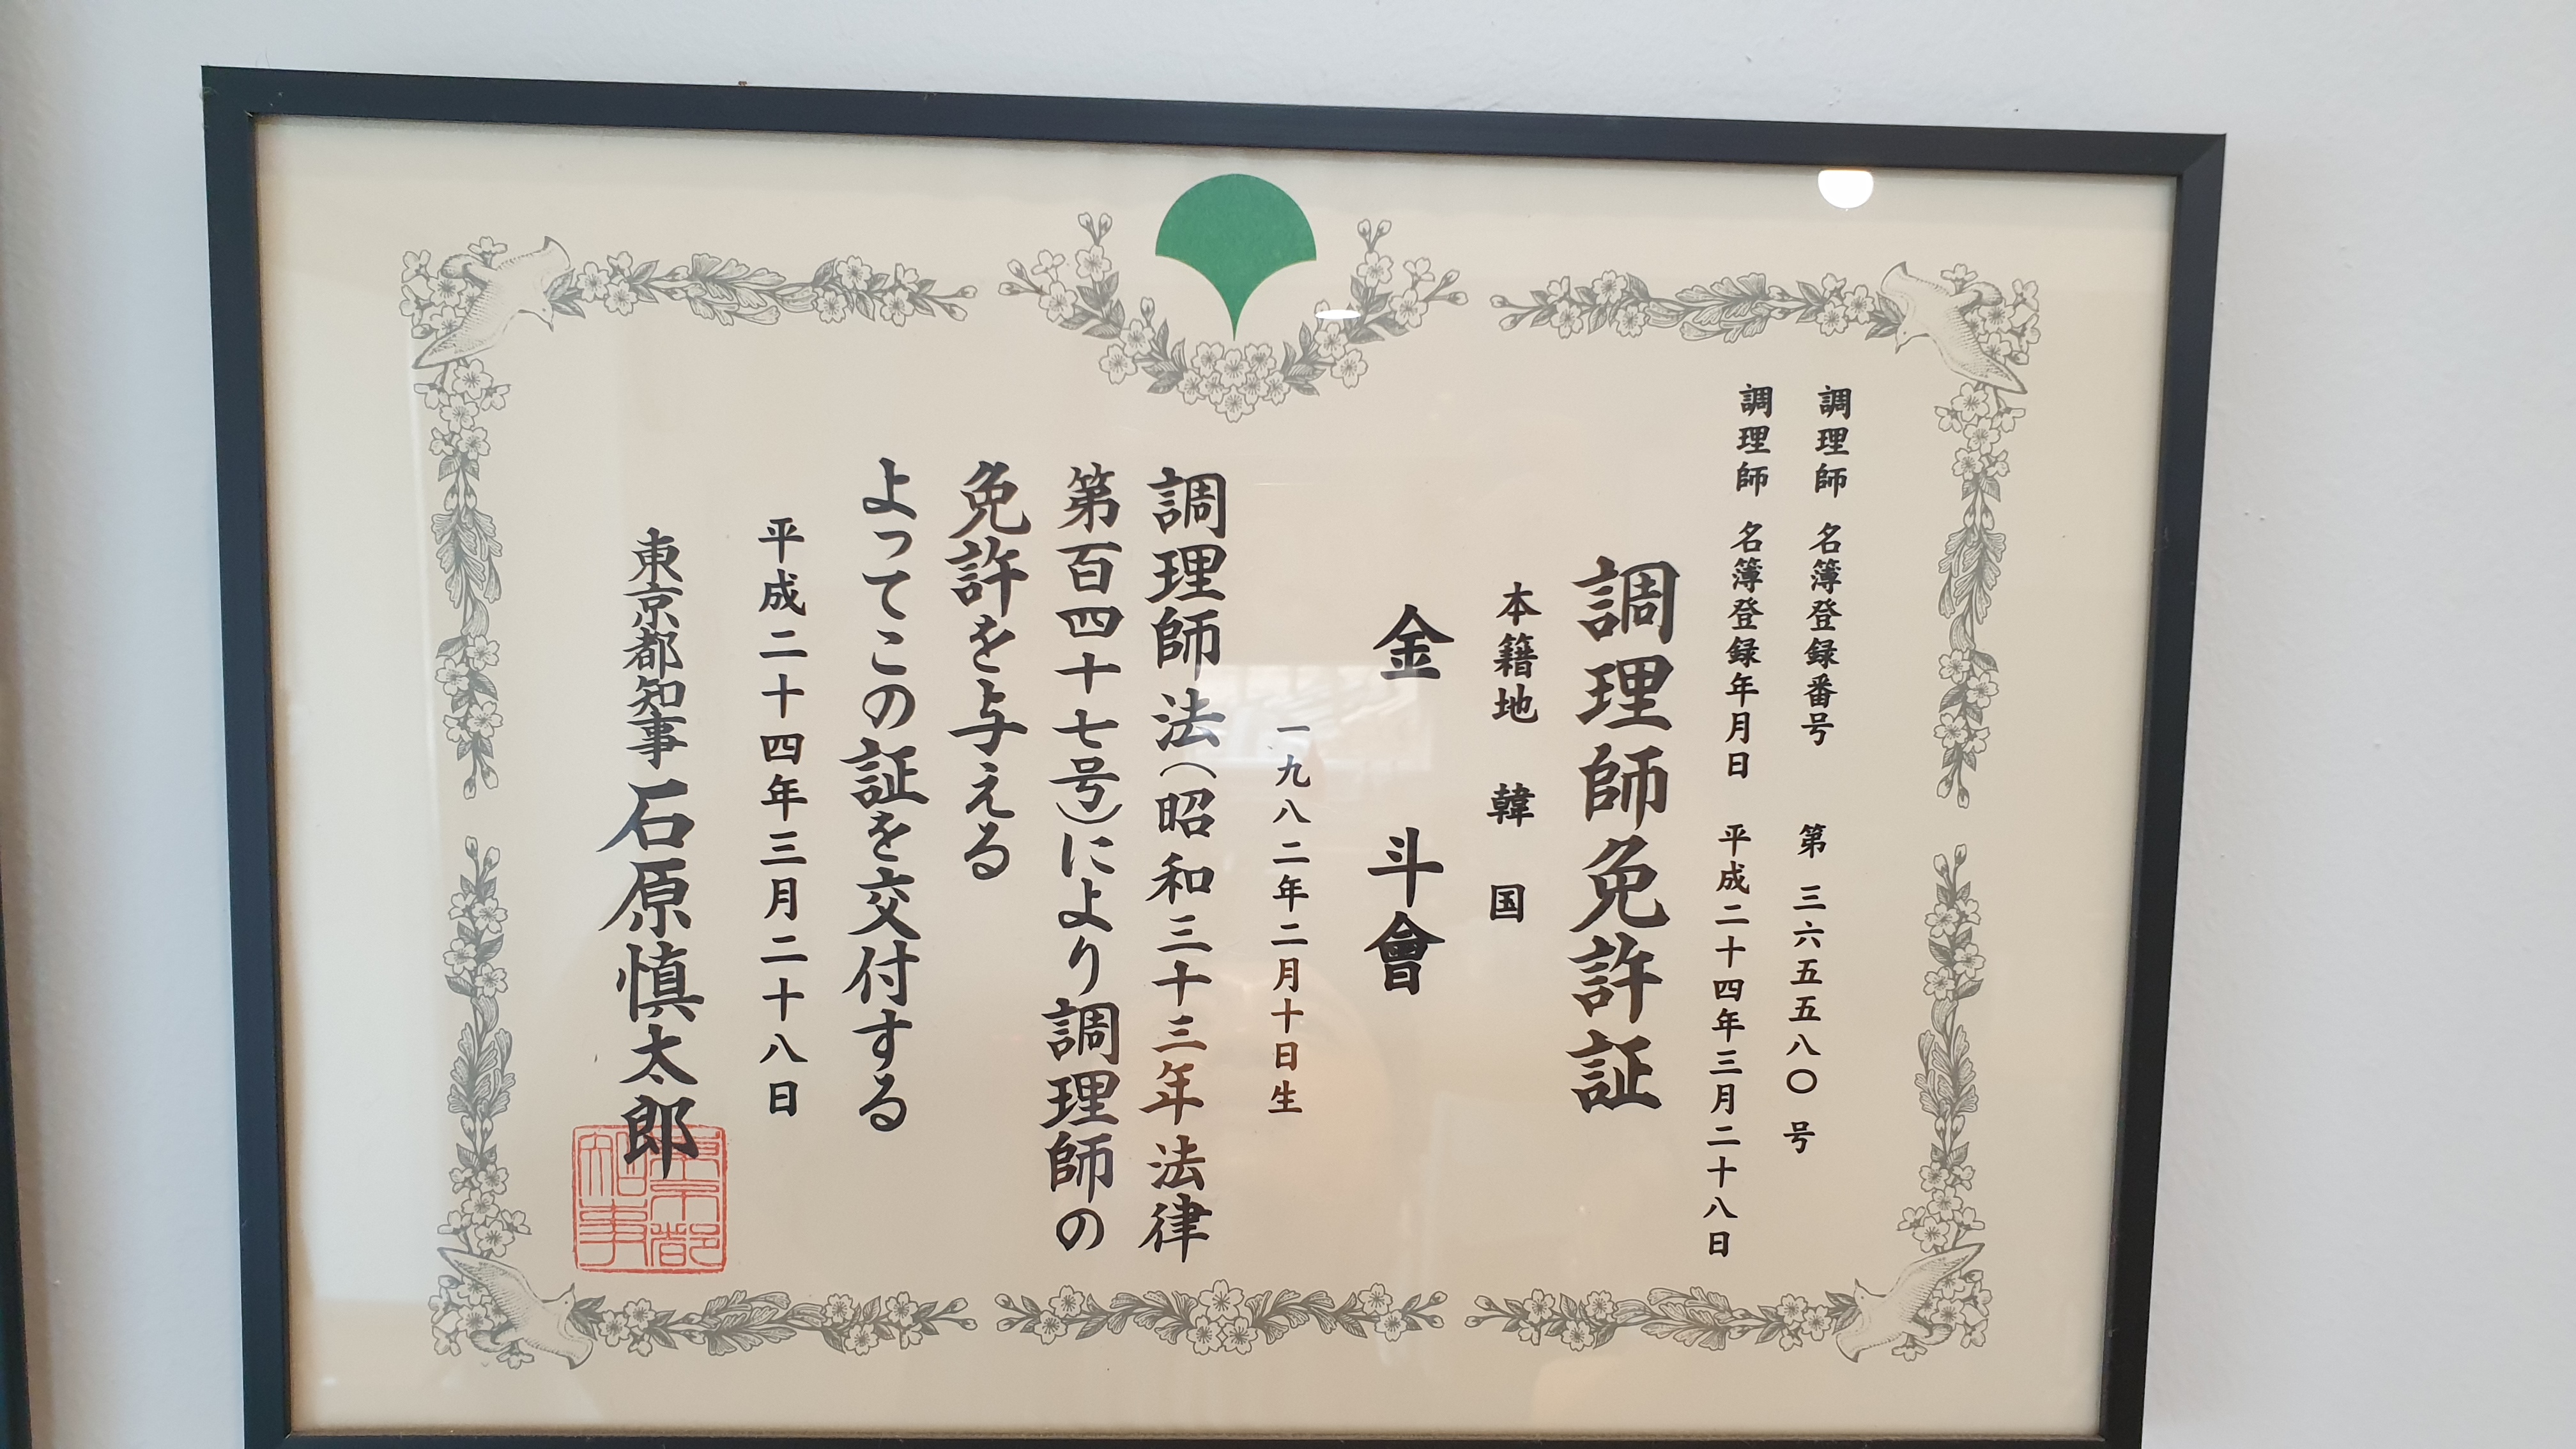 調理師 名簿登録番号 第 三六五五八〇 号
調理師 名簿登録年月日 平成二十四年三月二十八日
調理師免許証
本籍地 韓国
金 斗會
一九八二年二月十日生
調理師法（昭和三十三年法律
第百四十七号）により調理師の
免許を与える
よってこの証を交付する
平成二十四年三月二十八日
東京都知事 石原慎太郎
東京都
知事